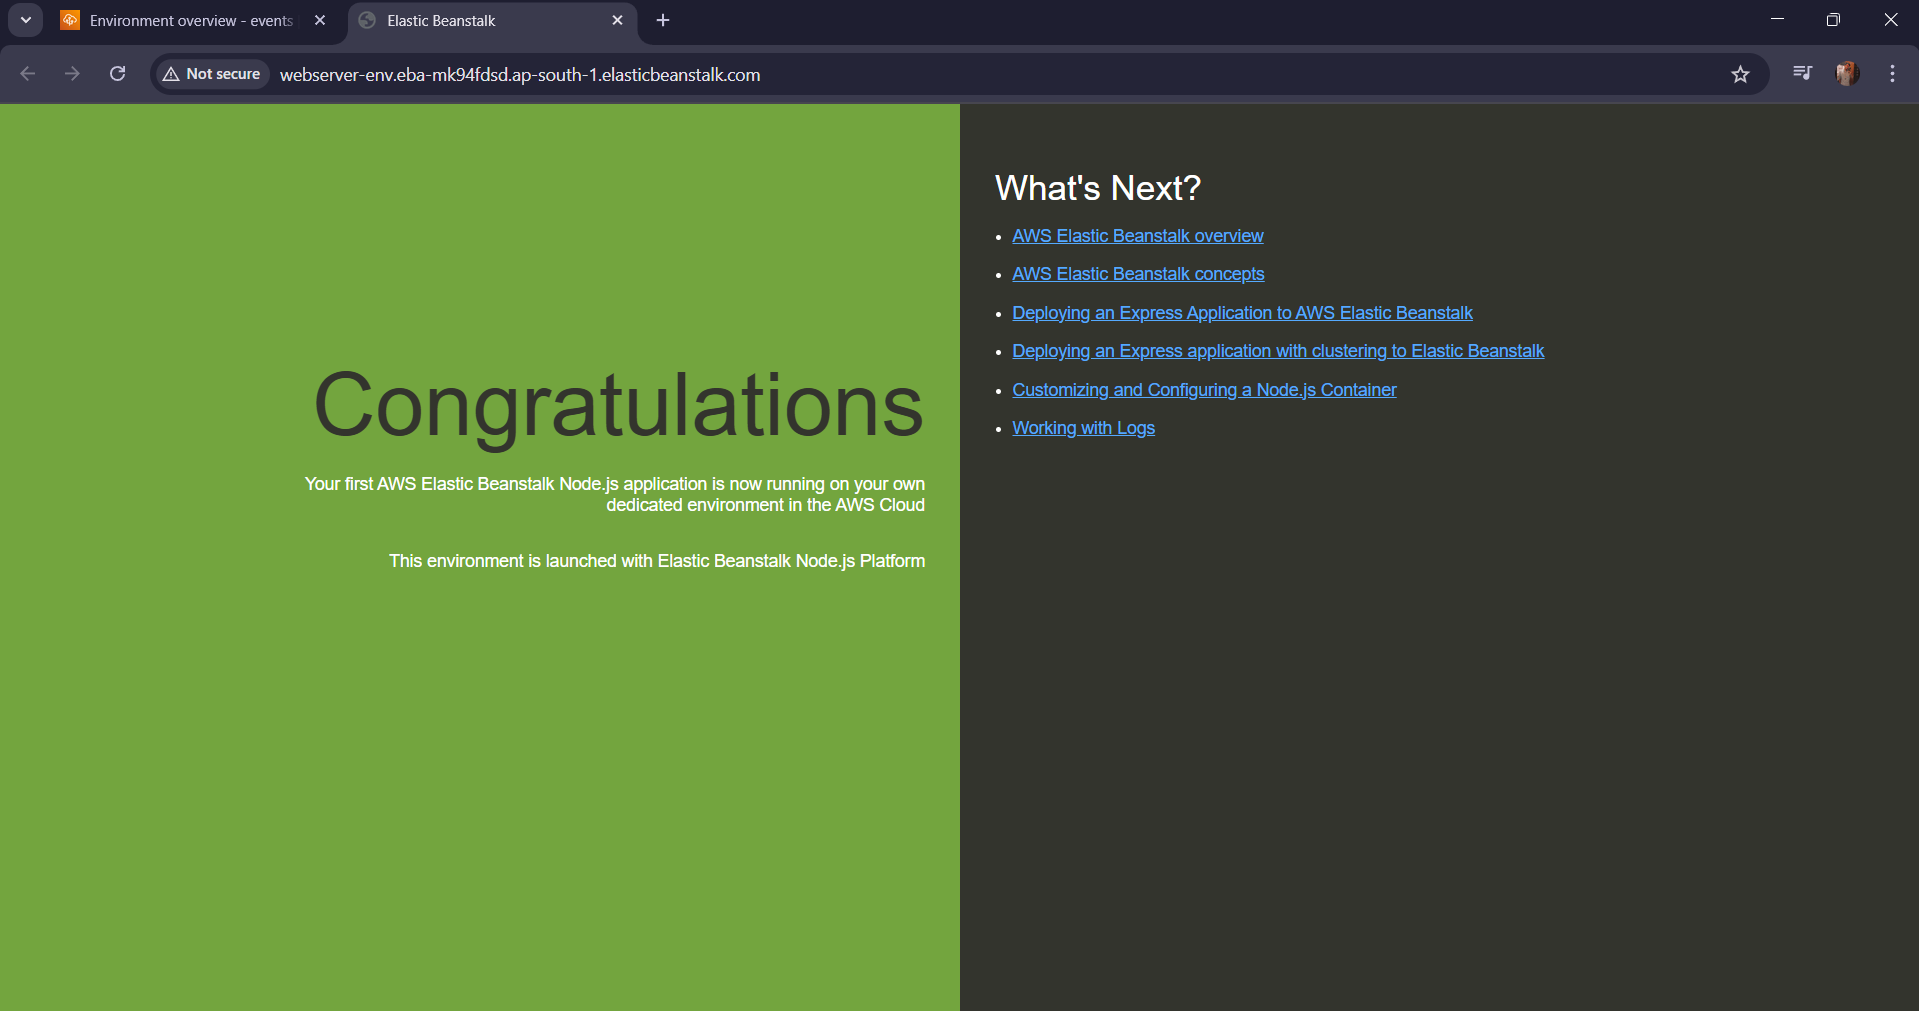 Environment overview - events
Elastic Beanstalk
Not secure
webserver-env.eba-mk94fdsd.ap-south-1.elasticbeanstalk.com
Congratulations
Your first AWS Elastic Beanstalk Node.js application is now running on your own
dedicated environment in the AWS Cloud
This environment is launched with Elastic Beanstalk Node.js Platform
What's Next?
AWS Elastic Beanstalk overview
AWS Elastic Beanstalk concepts
Deploying an Express Application to AWS Elastic Beanstalk
Deploying an Express application with clustering to Elastic Beanstalk
Customizing and Configuring a Node.js Container
Working with Logs